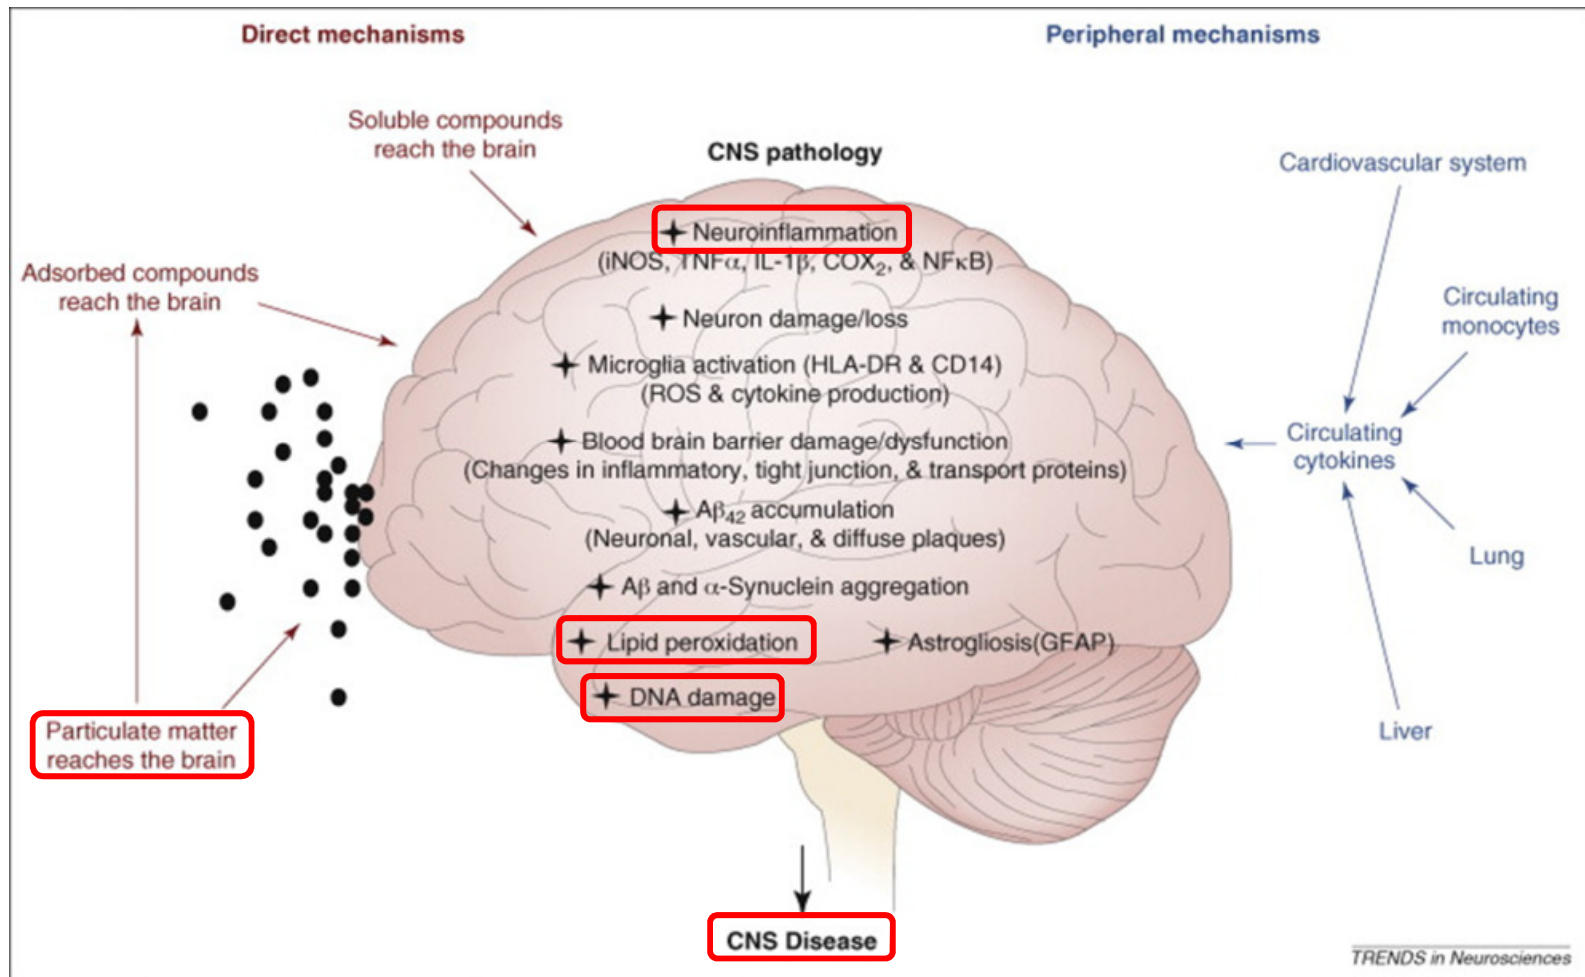 Direct mechanisms
Peripheral mechanisms
Soluble compounds
reach the brain
CNS pathology
Cardiovascular system
Neuroinflammation
(iNOS, TNFα, IL-1β, COX₂, & NFκB)
Adsorbed compounds
reach the brain
Circulating
monocytes
Neuron damage/loss
Microglia activation (HLA-DR & CD14)
(ROS & cytokine production)
Blood brain barrier damage/dysfunction
(Changes in inflammatory, tight junction, & transport proteins)
Circulating
cytokines
Aβ₄₂ accumulation
(Neuronal, vascular, & diffuse plaques)
Lung
Aβ and α-Synuclein aggregation
Lipid peroxidation
Astrogliosis(GFAP)
DNA damage
Particulate matter
reaches the brain
Liver
CNS Disease
TRENDS in Neurosciences